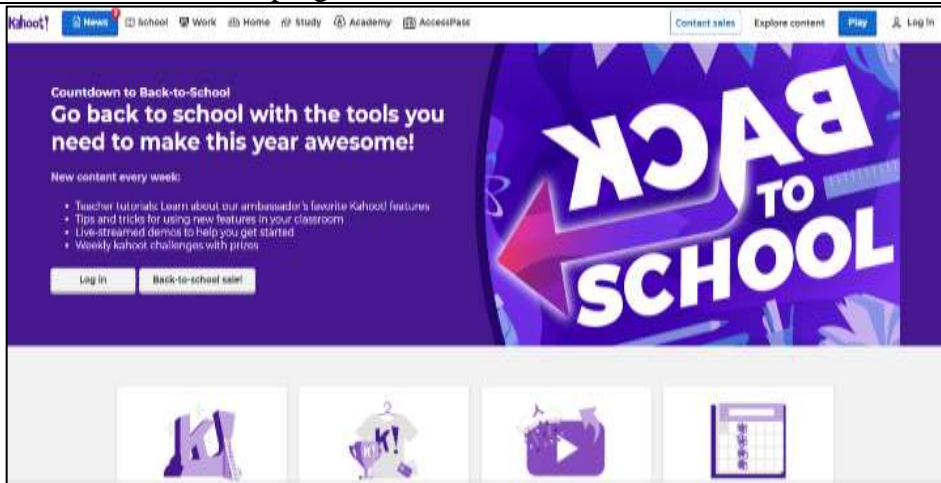 Kahoot!
News
School
Work
Home
Study
Academy
AccessPass
Contact sales
Explore content
Play
Log in
Countdown to Back-to-School
Go back to school with the tools you
need to make this year awesome!
New content every week:
• Teacher tutorials: Learn about our ambassador's favorite Kahoot! features
• Tips and tricks for using new features in your classroom
• Live-streamed demos to help you get started
• Weekly kahoot challenges with prizes
Log in
Back-to-school sale!
BACK
TO
SCHOOL
K!
K!